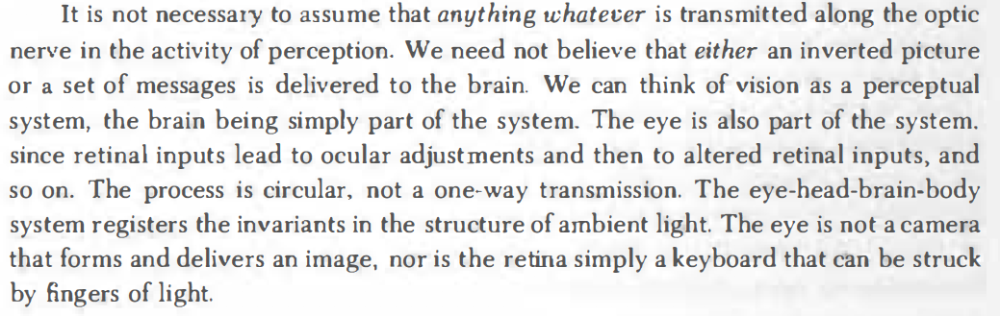 It is not necessary to assume that anything whatever is transmitted along the optic
nerve in the activity of perception. We need not believe that either an inverted picture
or a set of messages is delivered to the brain. We can think of vision as a perceptual
system, the brain being simply part of the system. The eye is also part of the system.
since retinal inputs lead to ocular adjustments and then to altered retinal inputs, and
so on. The process is circular, not a one-way transmission. The eye-head-brain-body
system registers the invariants in the structure of ambient light. The eye is not a camera
that forms and delivers an image, nor is the retina simply a keyboard that can be struck
by fingers of light.